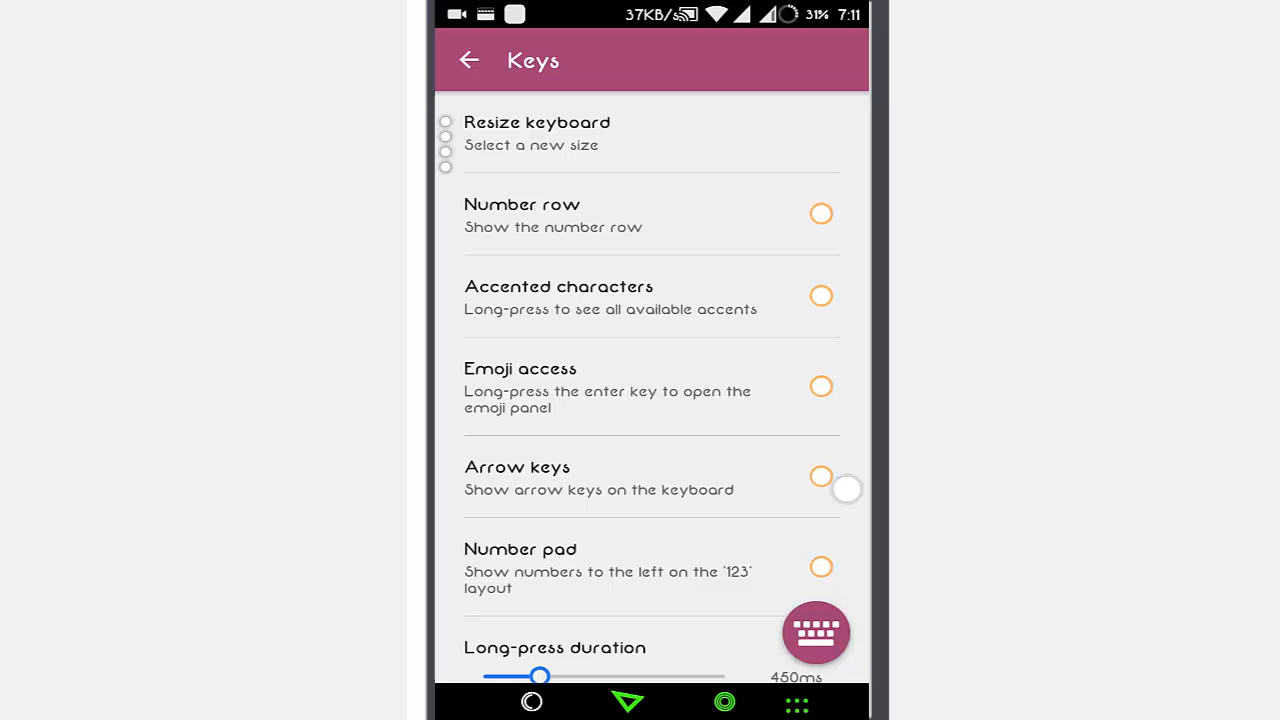 37KB/s 31% 7:11
Keys
Resize keyboard
Select a new size
Number row
Show the number row
Accented characters
Long-press to see all available accents
Emoji access
Long-press the enter key to open the
emoji panel
Arrow keys
Show arrow keys on the keyboard
Number pad
Show numbers to the left on the '123'
layout
Long-press duration
450ms